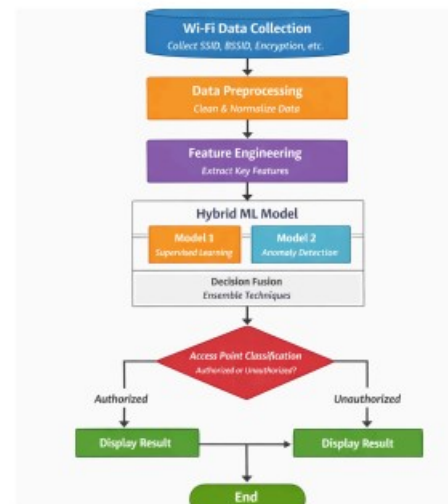 Wi-Fi Data Collection
Collect SSID, BSSID, Encryption, etc.
Data Preprocessing
Clean & Normalize Data
Feature Engineering
Extract Key Features
Hybrid ML Model
Model 1
Supervised Learning
Model 2
Anomaly Detection
Decision Fusion
Ensemble Techniques
Access Point Classification
Authorized or Unauthorized?
Authorized
Unauthorized
Display Result
Display Result
End